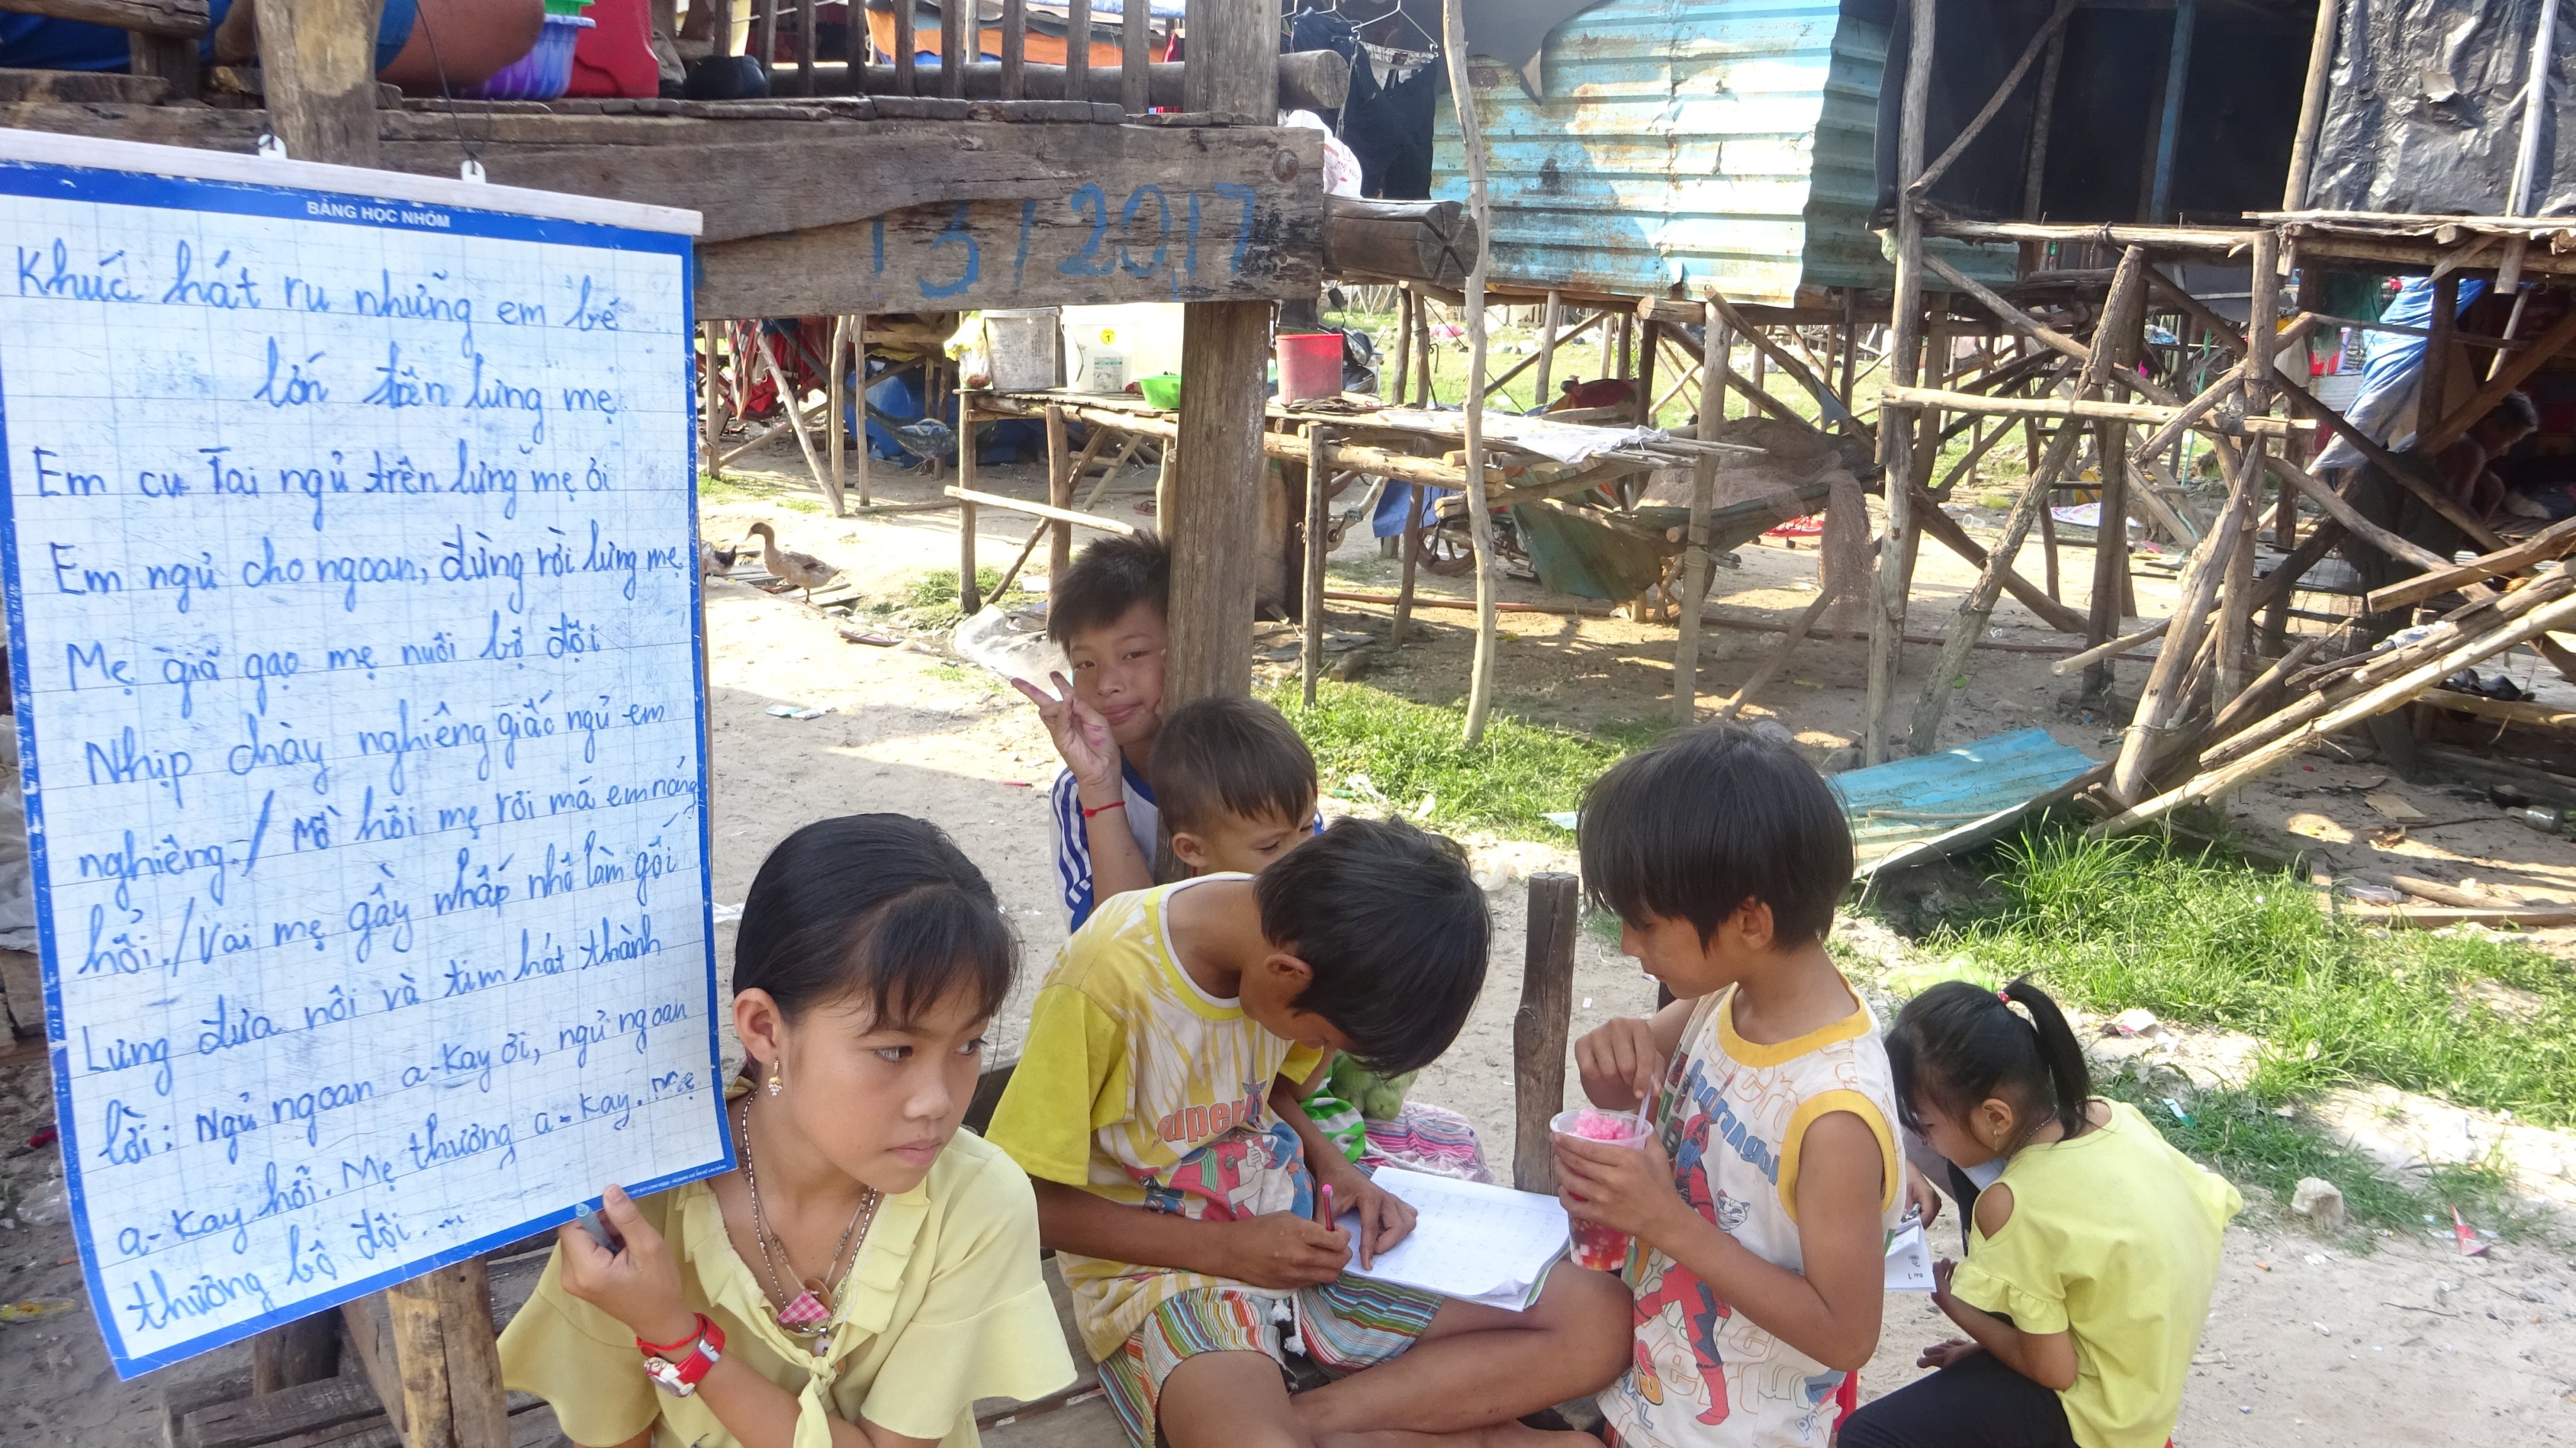 BẢNG HỌC NHÓM
Khúc hát ru những em bé
lớn trên lưng mẹ
Em cu Tai ngủ trên lưng mẹ ơi
Em ngủ cho ngoan, đừng rời lưng mẹ
Mẹ giã gạo mẹ nuôi bộ đội
Nhịp chày nghiêng giấc ngủ em
nghiêng./ Mồ hôi mẹ rơi má em nóng
hổi./ Vai mẹ gầy nhấp nhô làm gối
Lưng đưa nôi và tim hát thành
lời: Ngủ ngoan a-Kay ơi, ngủ ngoan
a-Kay hỡi. Mẹ thương a-Kay. Mẹ
thương bộ đội....
13/2017
super